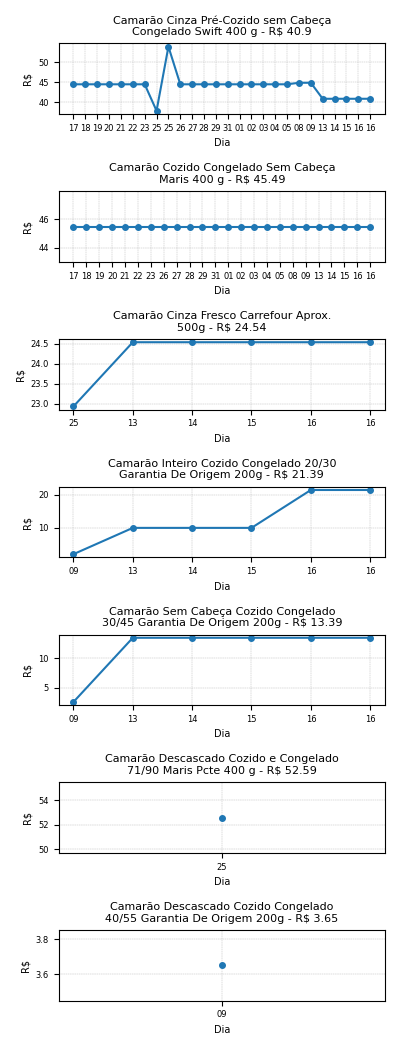 Camarão Cinza Pré-Cozido sem Cabeça
Congelado Swift 400 g - R$ 40.9
50
45
40
R$
17 18 19 20 21 22 23 25 25 26 27 28 29 31 01 02 03 04 05 08 09 13 14 15 16 16
Dia
Camarão Cozido Congelado Sem Cabeça
Maris 400 g - R$ 45.49
46
44
R$
17 18 19 20 21 22 23 26 27 28 29 31 01 02 03 04 05 08 09 13 14 15 16 16
Dia
Camarão Cinza Fresco Carrefour Aprox.
500g - R$ 24.54
24.5
24.0
23.5
23.0
R$
25 13 14 15 16 16
Dia
Camarão Inteiro Cozido Congelado 20/30
Garantia De Origem 200g - R$ 21.39
20
10
R$
09 13 14 15 16 16
Dia
Camarão Sem Cabeça Cozido Congelado
30/45 Garantia De Origem 200g - R$ 13.39
10
5
R$
09 13 14 15 16 16
Dia
Camarão Descascado Cozido e Congelado
71/90 Maris Pcte 400 g - R$ 52.59
54
52
50
R$
25
Dia
Camarão Descascado Cozido Congelado
40/55 Garantia De Origem 200g - R$ 3.65
3.8
3.6
R$
09
Dia